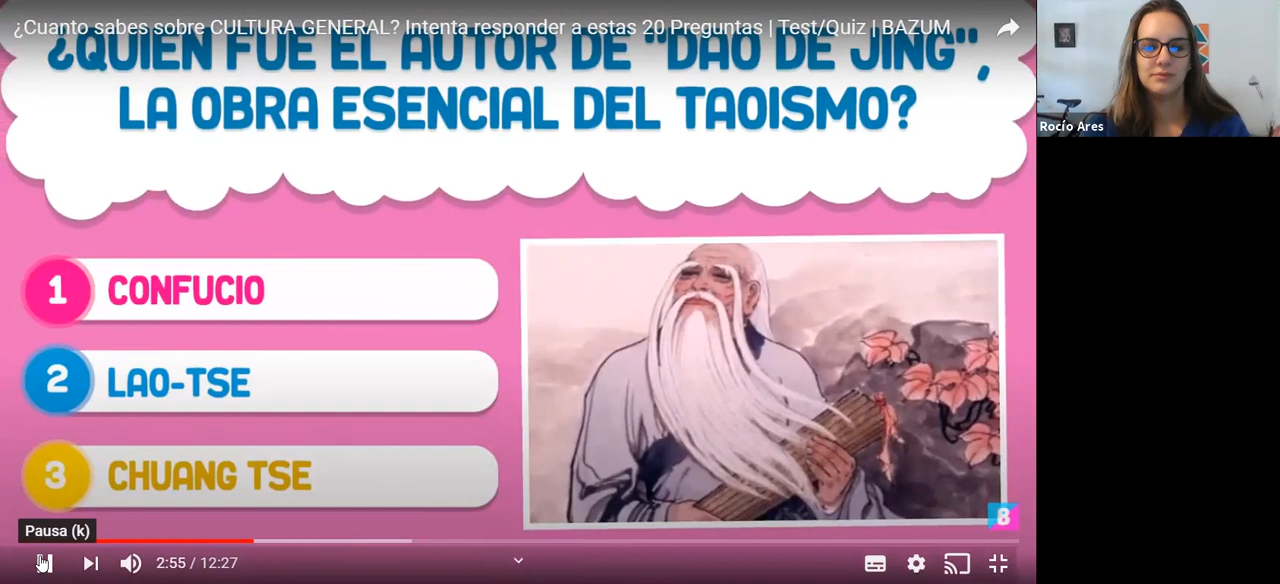 ¿Cuanto sabes sobre CULTURA GENERAL? Intenta responder a estas 20 Preguntas | Test/Quiz | BAZUM
¿QUIÉN FUE EL AUTOR DE "DAO DE JING",
LA OBRA ESENCIAL DEL TAOISMO?
Rocío Ares
1 CONFUCIO
2 LAO-TSE
3 CHUANG TSE
8
Pausa (k)
2:55 / 12:27